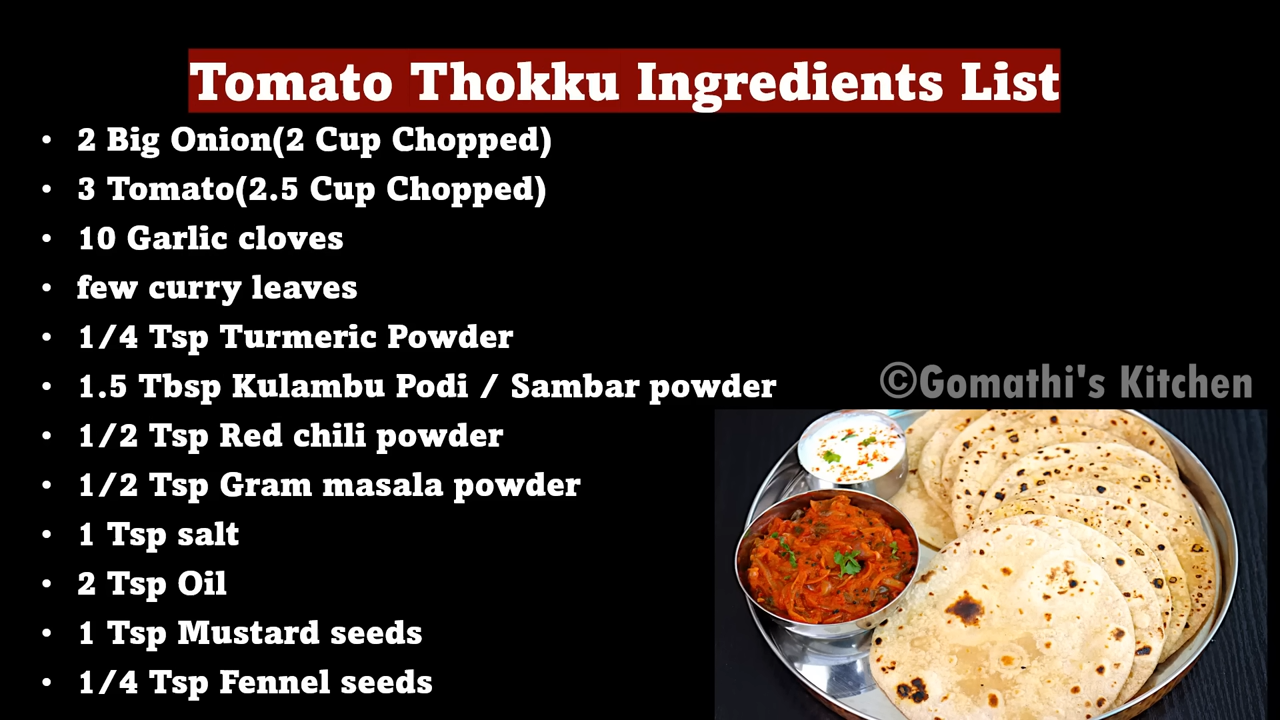 Tomato Thokku Ingredients List
• 2 Big Onion(2 Cup Chopped)
• 3 Tomato(2.5 Cup Chopped)
• 10 Garlic cloves
• few curry leaves
• 1/4 Tsp Turmeric Powder
• 1.5 Tbsp Kulambu Podi / Sambar powder
• 1/2 Tsp Red chili powder
• 1/2 Tsp Gram masala powder
• 1 Tsp salt
• 2 Tsp Oil
• 1 Tsp Mustard seeds
• 1/4 Tsp Fennel seeds
©Gomathi's Kitchen